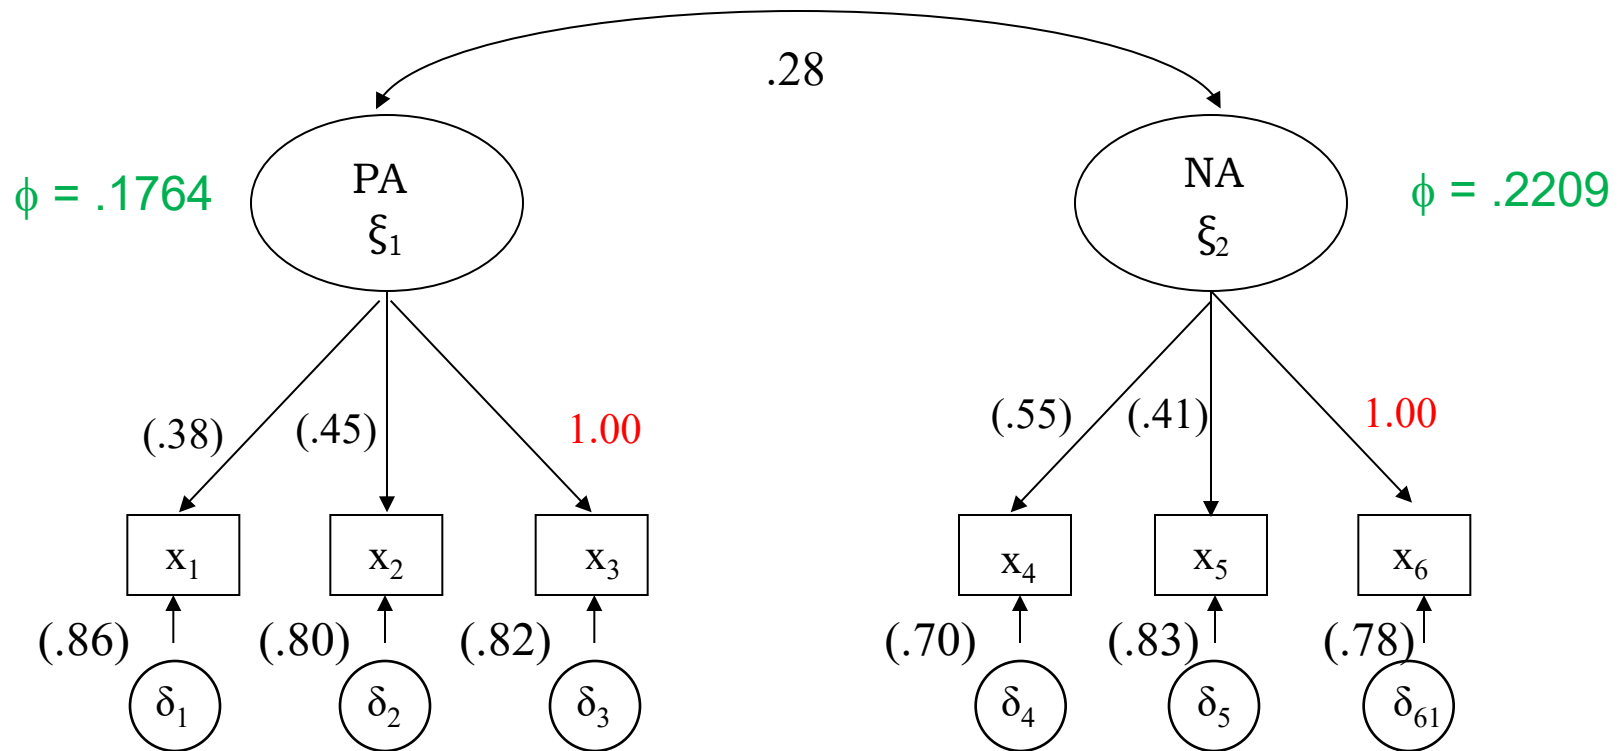 .28
PA
ξ₁
ϕ = .1764
NA
ξ₂
ϕ = .2209
(.38) (.45) 1.00
(.55) (.41) 1.00
x₁ x₂ x₃ x₄ x₅ x₆
(.86) (.80) (.82) (.70) (.83) (.78)
δ₁ δ₂ δ₃ δ₄ δ₅ δ₆₁